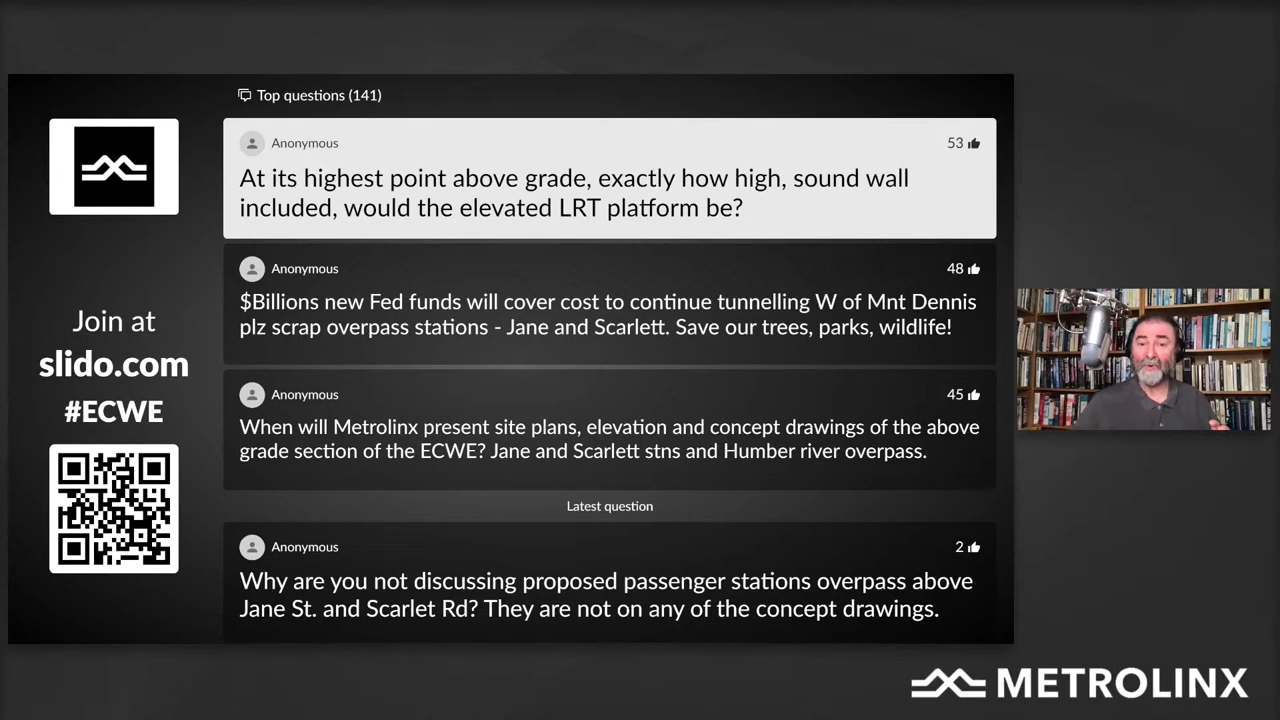 Top questions (141)
Anonymous
53
At its highest point above grade, exactly how high, sound wall
included, would the elevated LRT platform be?
Anonymous
48
$Billions new Fed funds will cover cost to continue tunnelling W of Mnt Dennis
plz scrap overpass stations - Jane and Scarlett. Save our trees, parks, wildlife!
Anonymous
45
When will Metrolinx present site plans, elevation and concept drawings of the above
grade section of the ECWE? Jane and Scarlett stns and Humber river overpass.
Latest question
Anonymous
2
Why are you not discussing proposed passenger stations overpass above
Jane St. and Scarlet Rd? They are not on any of the concept drawings.
Join at
slido.com
#ECWE
METROLINX